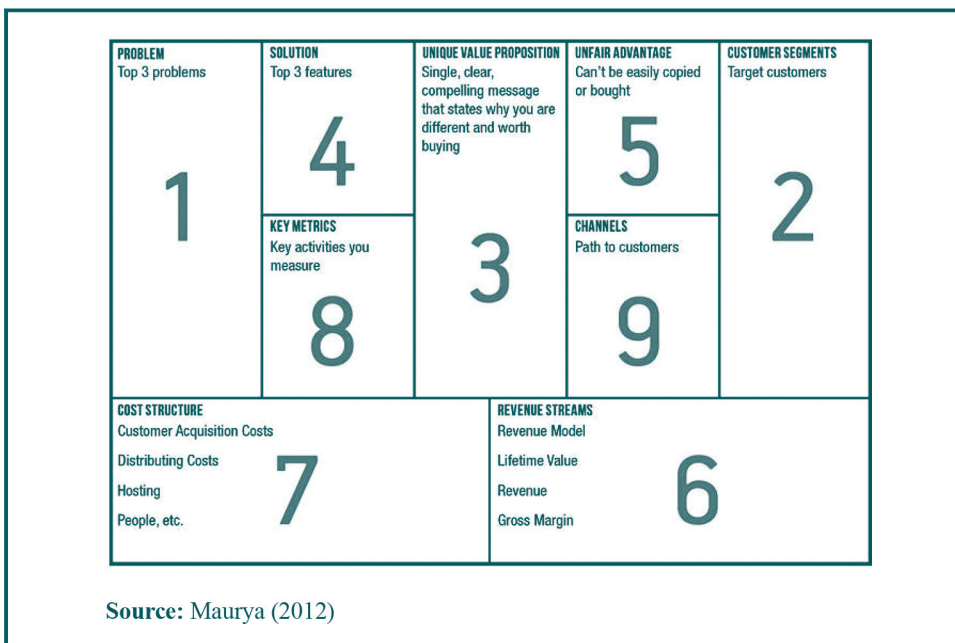 PROBLEM
Top 3 problems
1
SOLUTION
Top 3 features
4
KEY METRICS
Key activities you
measure
8
UNIQUE VALUE PROPOSITION
Single, clear,
compelling message
that states why you are
different and worth
buying
3
UNFAIR ADVANTAGE
Can't be easily copied
or bought
5
CHANNELS
Path to customers
9
CUSTOMER SEGMENTS
Target customers
2
COST STRUCTURE
Customer Acquisition Costs
Distributing Costs
Hosting
People, etc.
7
REVENUE STREAMS
Revenue Model
Lifetime Value
Revenue
Gross Margin
6
Source: Maurya (2012)